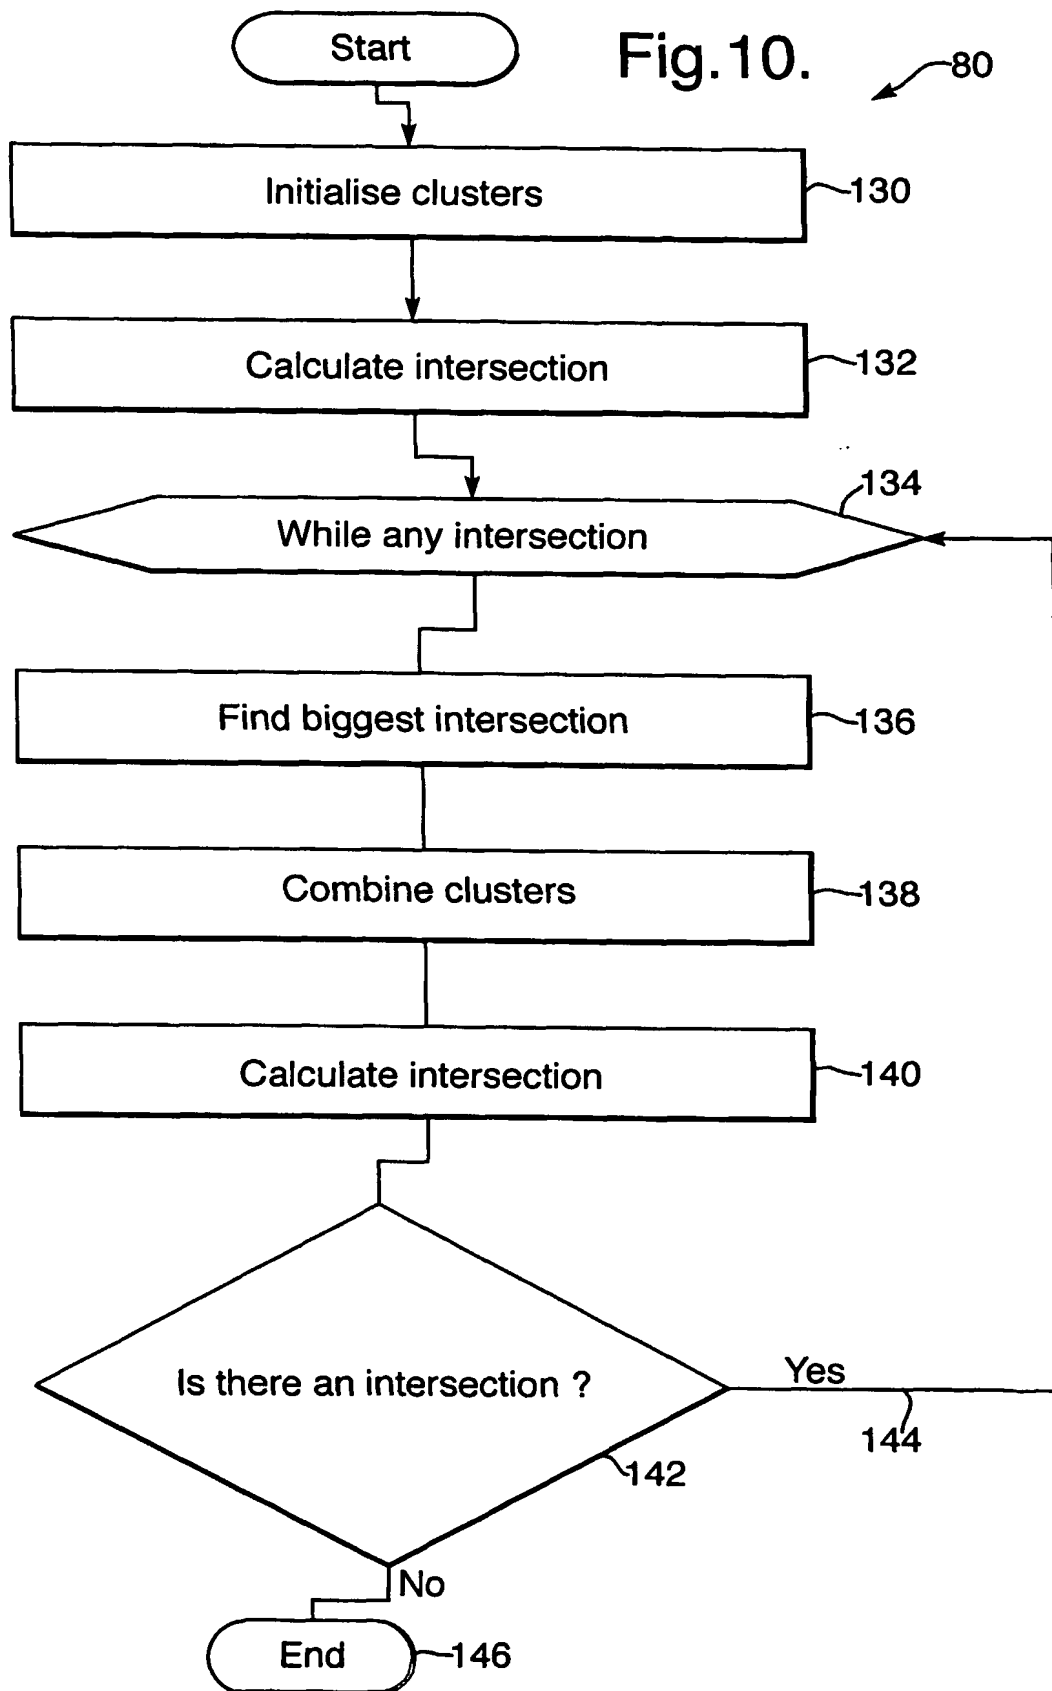 Start
Fig.10.
80
Initialise clusters
130
Calculate intersection
132
134
While any intersection
Find biggest intersection
136
Combine clusters
138
Calculate intersection
140
Is there an intersection ?
Yes
144
142
No
End
146